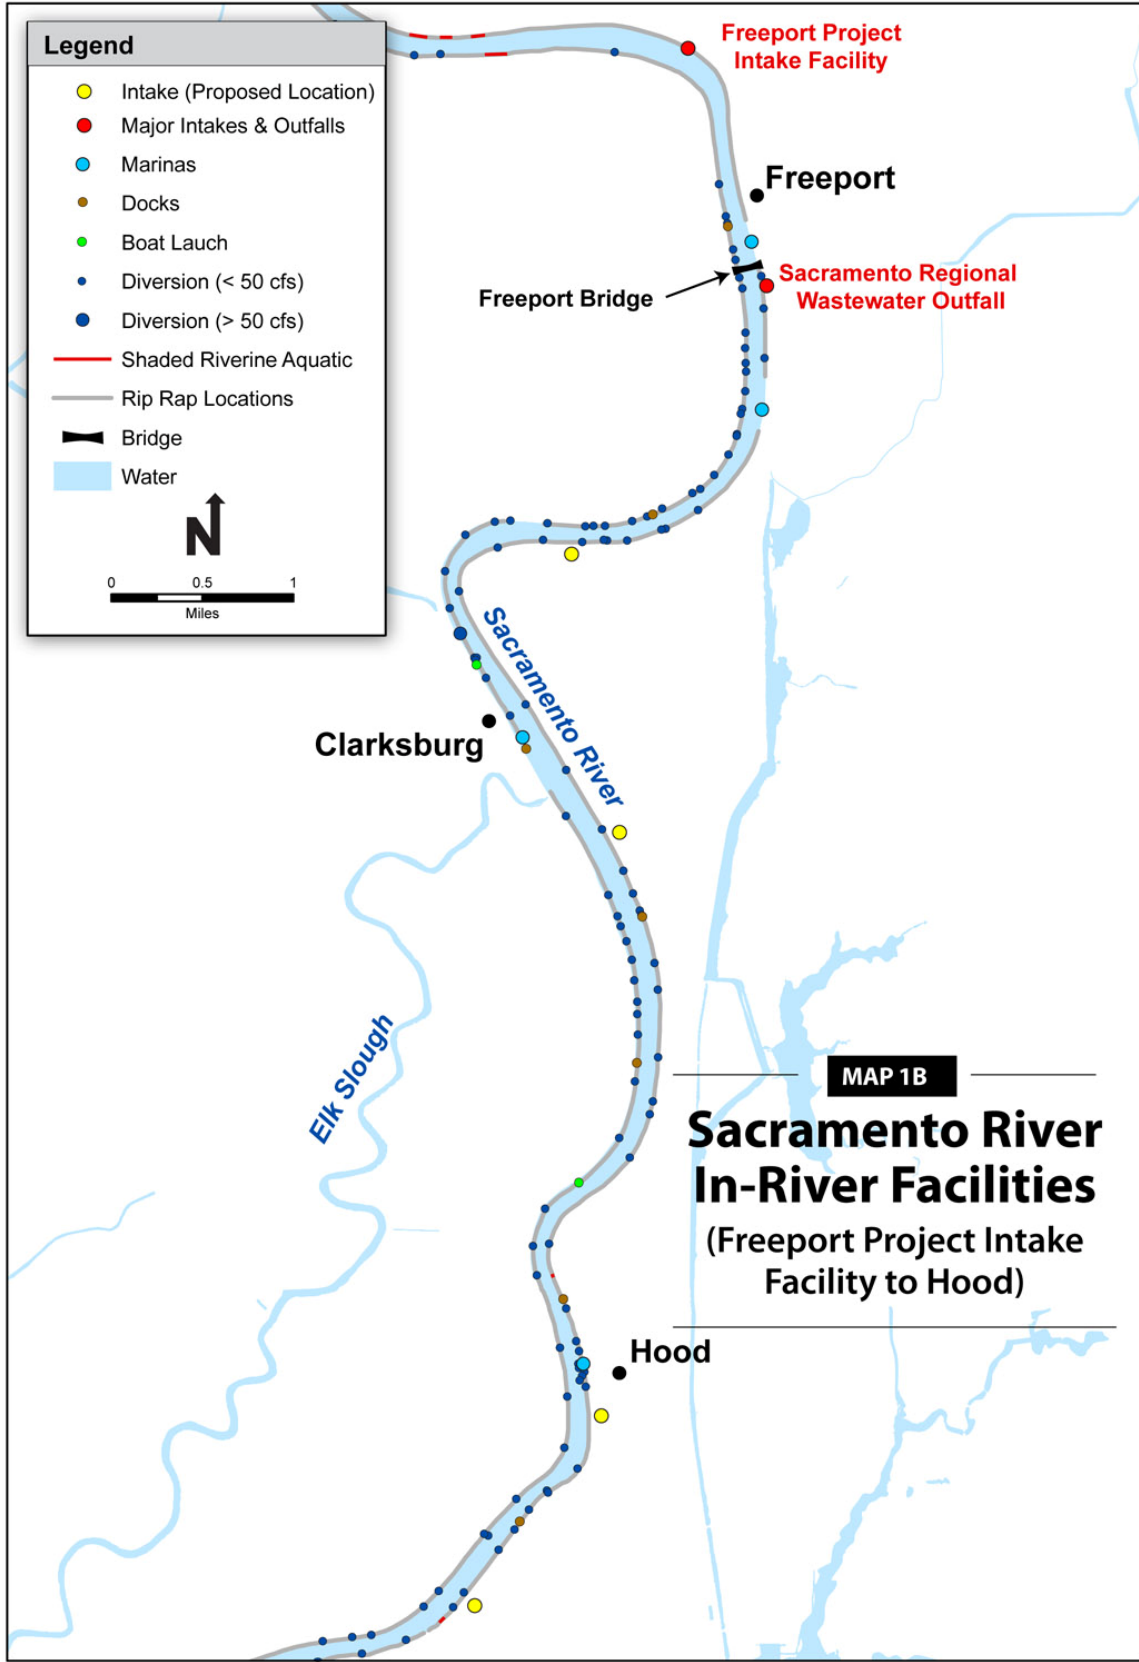 Legend
Intake (Proposed Location)
Major Intakes & Outfalls
Marinas
Docks
Boat Lauch
Diversion (< 50 cfs)
Diversion (> 50 cfs)
Shaded Riverine Aquatic
Rip Rap Locations
Bridge
Water
N
0 0.5 1
Miles
Freeport Project
Intake Facility
Freeport
Freeport Bridge
Sacramento Regional
Wastewater Outfall
Sacramento River
Clarksburg
Elk Slough
MAP 1B
Sacramento River
In-River Facilities
(Freeport Project Intake
Facility to Hood)
Hood